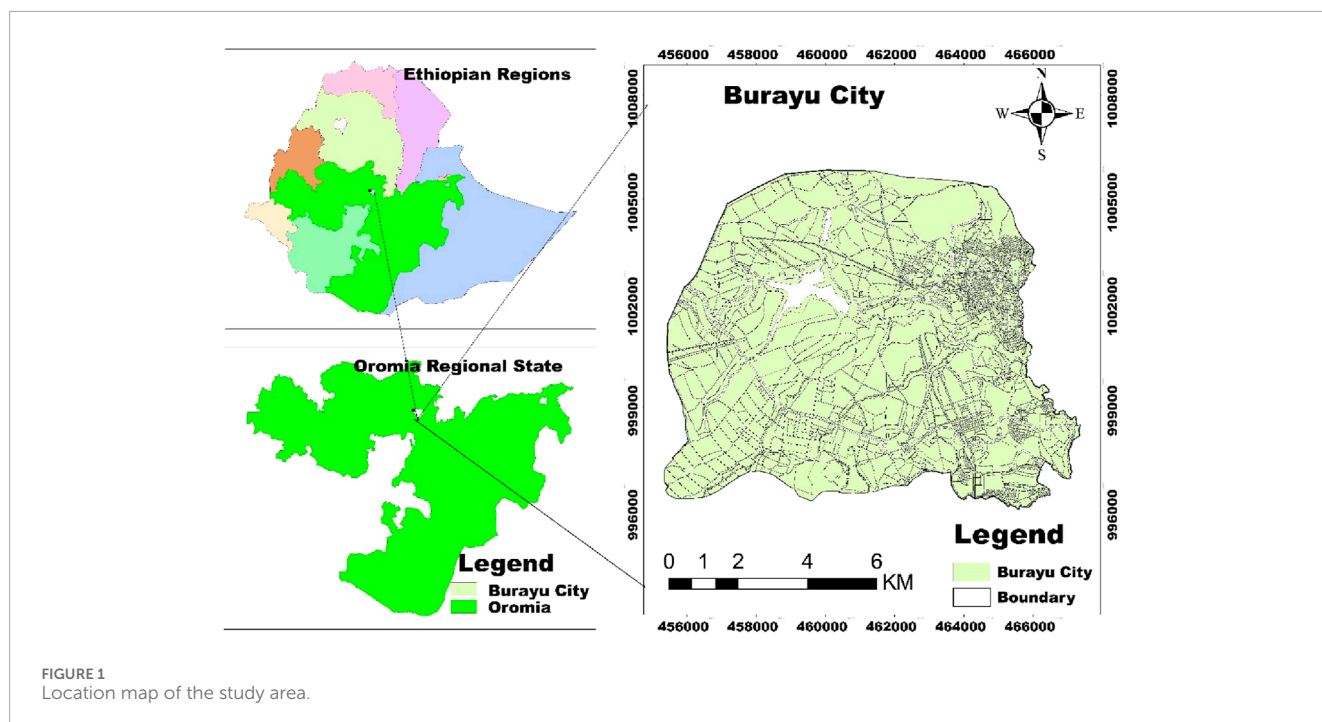 Ethiopian Regions
Oromia Regional State
Legend
Burayu City
Oromia
456000 458000 460000 462000 464000 466000
Burayu City
N
W E
S
1008000 1008000
1005000 1005000
1002000 1002000
999000 999000
996000 996000
0 1 2 4 6
KM
Legend
Burayu City
Boundary
456000 458000 460000 462000 464000 466000
FIGURE 1
Location map of the study area.